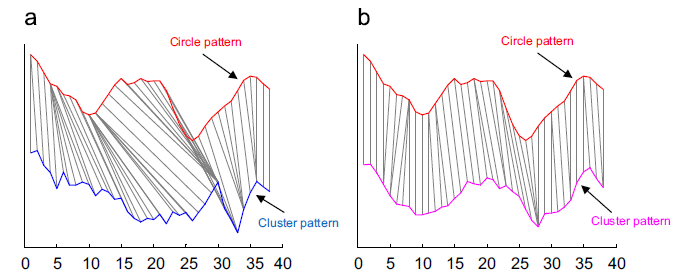 a
b
Circle pattern
Circle pattern
Cluster pattern
Cluster pattern
0 5 10 15 20 25 30 35 40
0 5 10 15 20 25 30 35 40